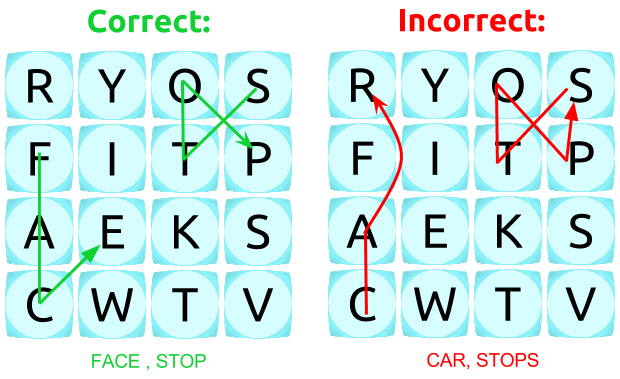 Correct: Incorrect:
R Y O S R Y O S
F I T P F I T P
A E K S A E K S
C W T V C W T V
FACE , STOP CAR, STOPS